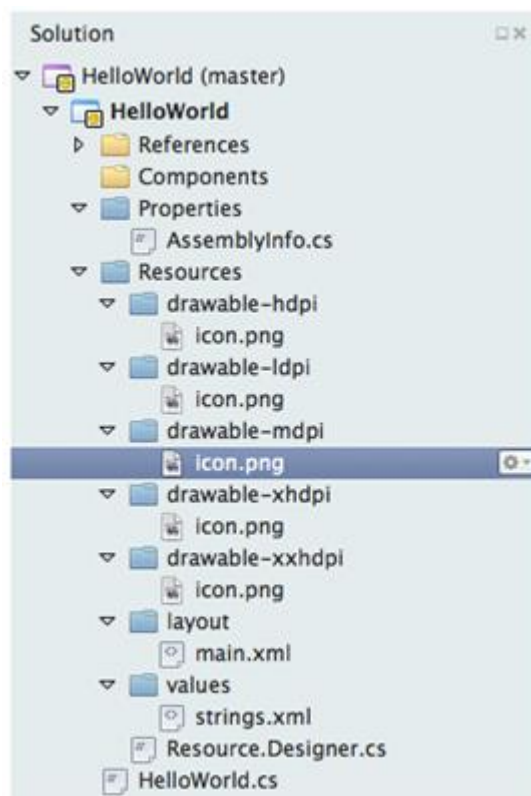 Solution
HelloWorld (master)
HelloWorld
References
Components
Properties
AssemblyInfo.cs
Resources
drawable-hdpi
icon.png
drawable-ldpi
icon.png
drawable-mdpi
icon.png
drawable-xhdpi
icon.png
drawable-xxhdpi
icon.png
layout
main.xml
values
strings.xml
Resource.Designer.cs
HelloWorld.cs